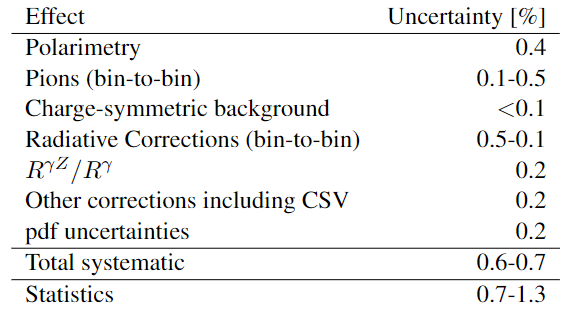 Effect Uncertainty [%]
Polarimetry 0.4
Pions (bin-to-bin) 0.1-0.5
Charge-symmetric background <0.1
Radiative Corrections (bin-to-bin) 0.5-0.1
R^{γZ}/R^{γ} 0.2
Other corrections including CSV 0.2
pdf uncertainties 0.2
Total systematic 0.6-0.7
Statistics 0.7-1.3